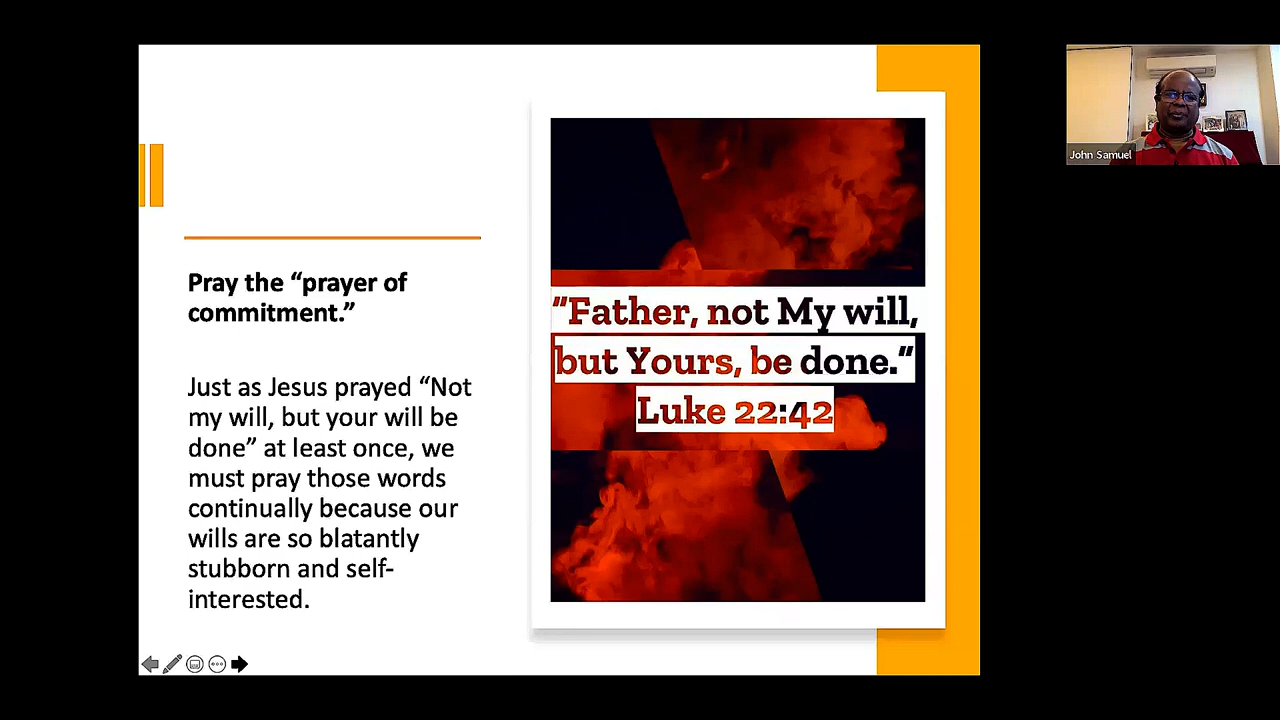 Pray the “prayer of
commitment.”
Just as Jesus prayed “Not
my will, but your will be
done” at least once, we
must pray those words
continually because our
wills are so blatantly
stubborn and self-
interested.
“Father, not My will,
but Yours, be done.“
Luke 22:42
John Samuel